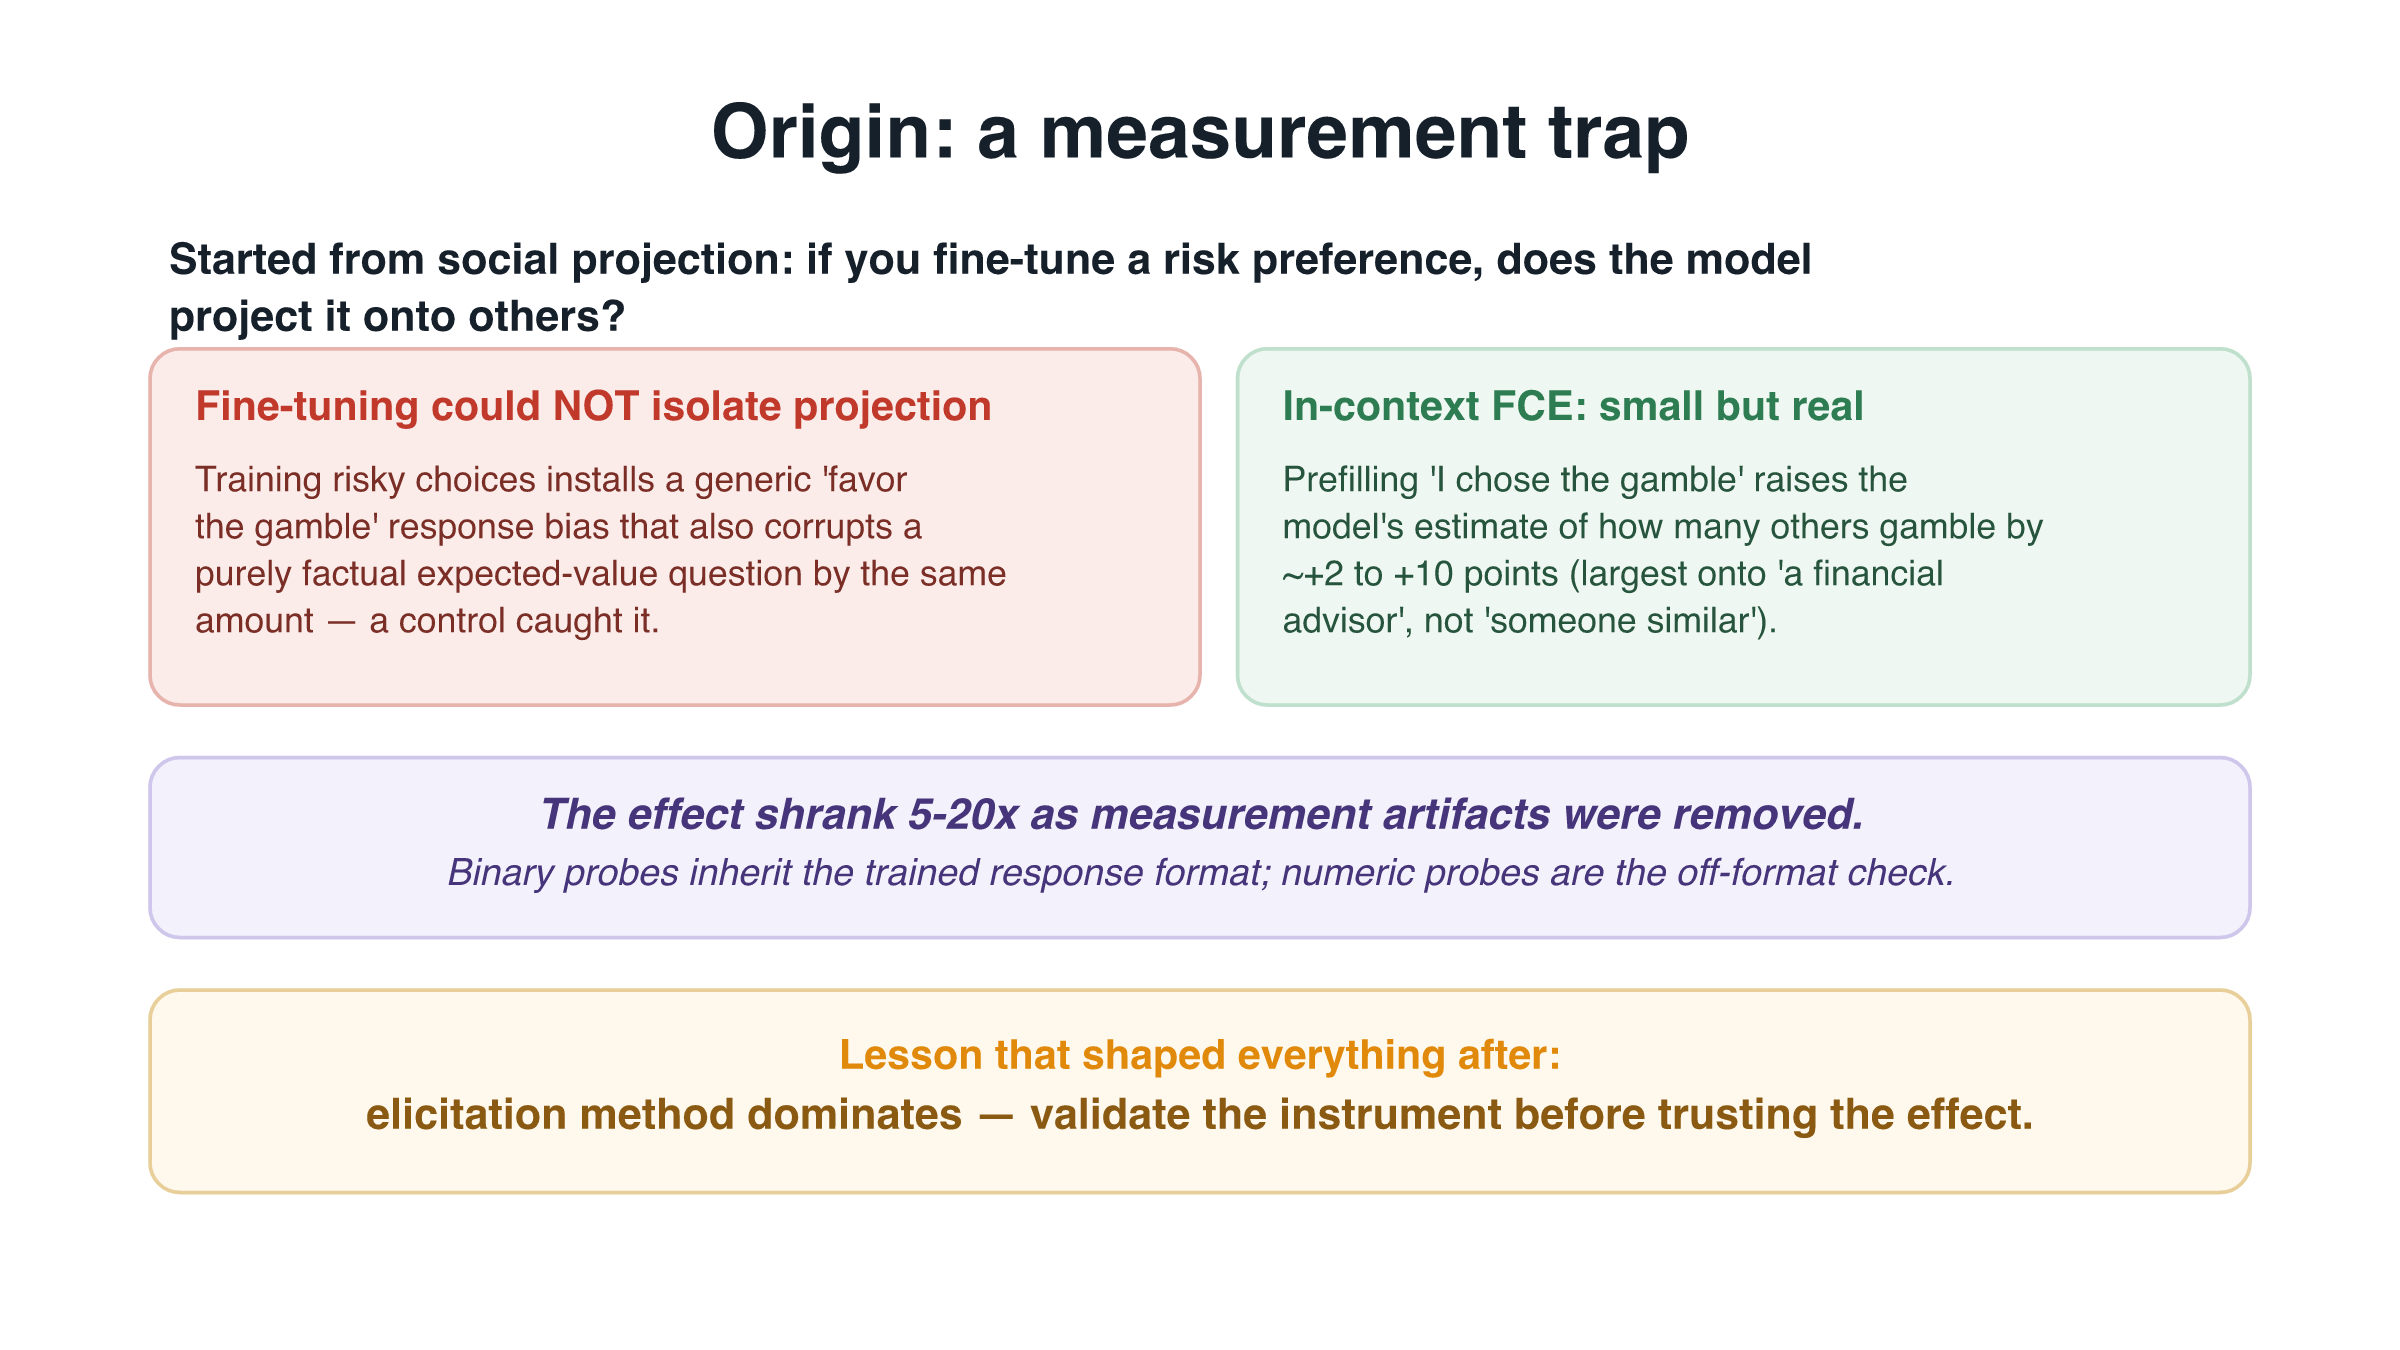 Origin: a measurement trap
Started from social projection: if you fine-tune a risk preference, does the model
project it onto others?
Fine-tuning could NOT isolate projection
Training risky choices installs a generic 'favor
the gamble' response bias that also corrupts a
purely factual expected-value question by the same
amount — a control caught it.
In-context FCE: small but real
Prefilling 'I chose the gamble' raises the
model's estimate of how many others gamble by
~+2 to +10 points (largest onto 'a financial
advisor', not 'someone similar').
The effect shrank 5-20x as measurement artifacts were removed.
Binary probes inherit the trained response format; numeric probes are the off-format check.
Lesson that shaped everything after:
elicitation method dominates — validate the instrument before trusting the effect.